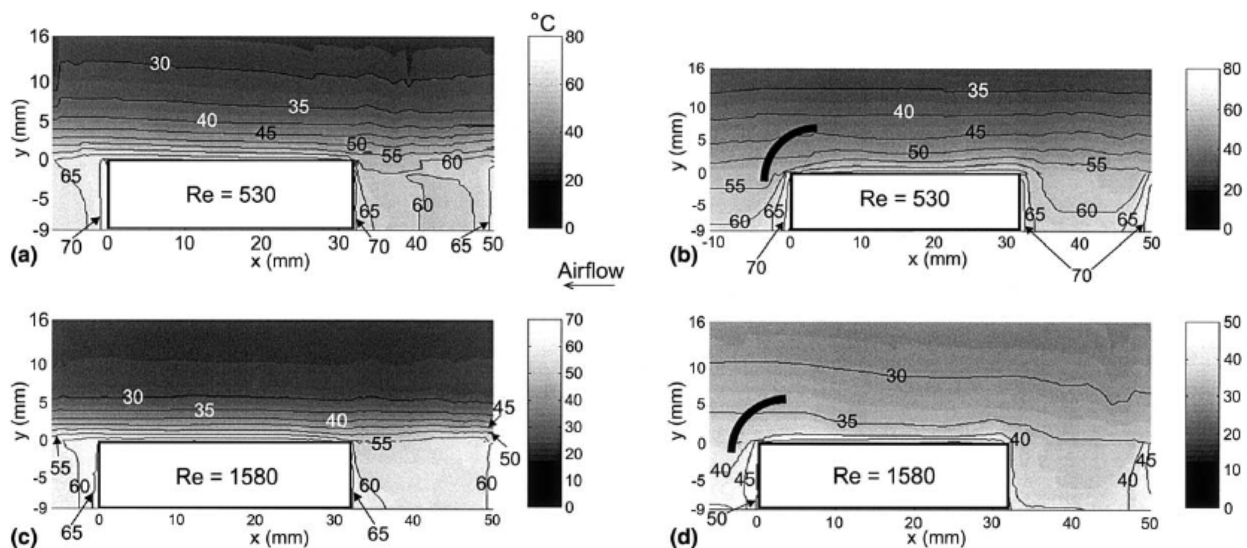 °C
16 30 80
10 35 60
y (mm) 5 40 45 50 55 60 40
0 65 20
-5 Re = 530 65 60 65
-9 0
(a) 70 0 10 20 30 70 40 50
x (mm)
16 80
10 35 40 60
y (mm) 5 45 50 55 40
0 55 65 60 65 20
-5 60 Re = 530
-9 0
(b) -10 0 10 20 30 40 50
x (mm) 70
Airflow
16 70
10 60
y (mm) 5 30 35 40 45 50
0 55 50 40
-5 55 60 Re = 1580 60 60 30
-9 20
10
0
(c) 65 0 10 20 30 65 40 50
x (mm)
16 50
10 30 40
y (mm) 5 35 30
0 40 40 45 20
-5 45 Re = 1580 40 40 10
-9 50 0
(d) 0 10 20 30 40 50
x (mm)